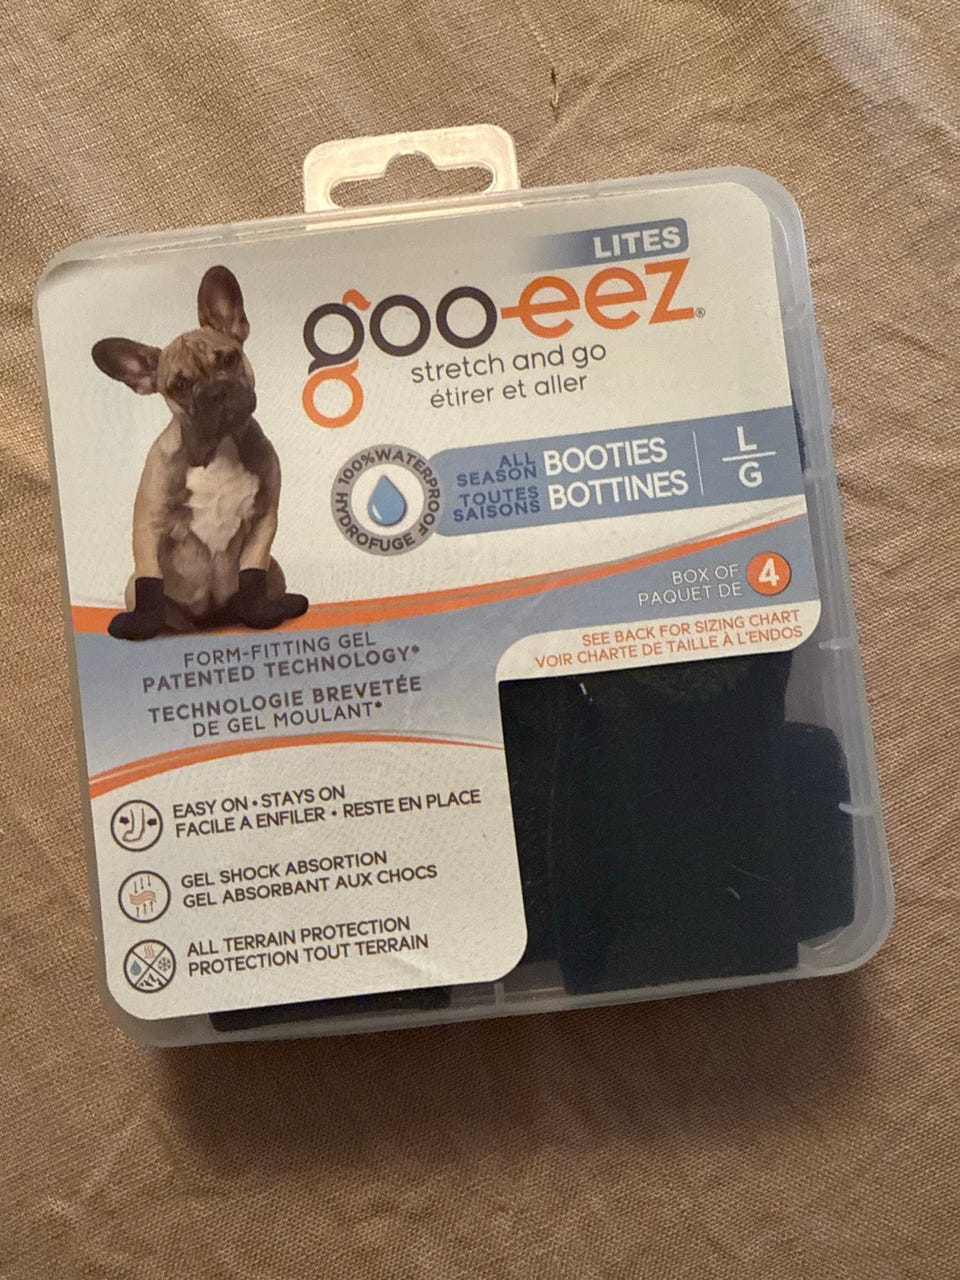 LITES
goo-eez®
stretch and go
étirer et aller
100% WATERPROOF
HYDROFUGE
ALL SEASON BOOTIES
TOUTES SAISONS BOTTINES
L
G
BOX OF 4
PAQUET DE
SEE BACK FOR SIZING CHART
VOIR CHARTE DE TAILLE À L'ENDOS
FORM-FITTING GEL
PATENTED TECHNOLOGY*
TECHNOLOGIE BREVETÉE
DE GEL MOULANT*
EASY ON • STAYS ON
FACILE A ENFILER • RESTE EN PLACE
GEL SHOCK ABSORTION
GEL ABSORBANT AUX CHOCS
ALL TERRAIN PROTECTION
PROTECTION TOUT TERRAIN